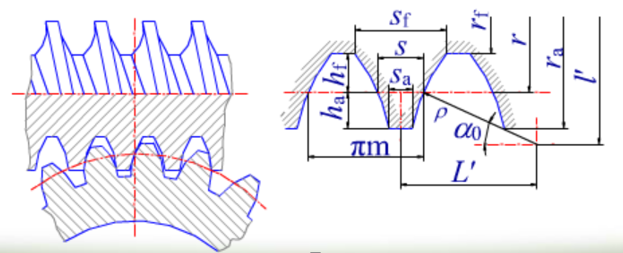 s_f
s
s_a
r_f
r
r_a
l'
h_f
h_a
ρ
α_0
πm
L'